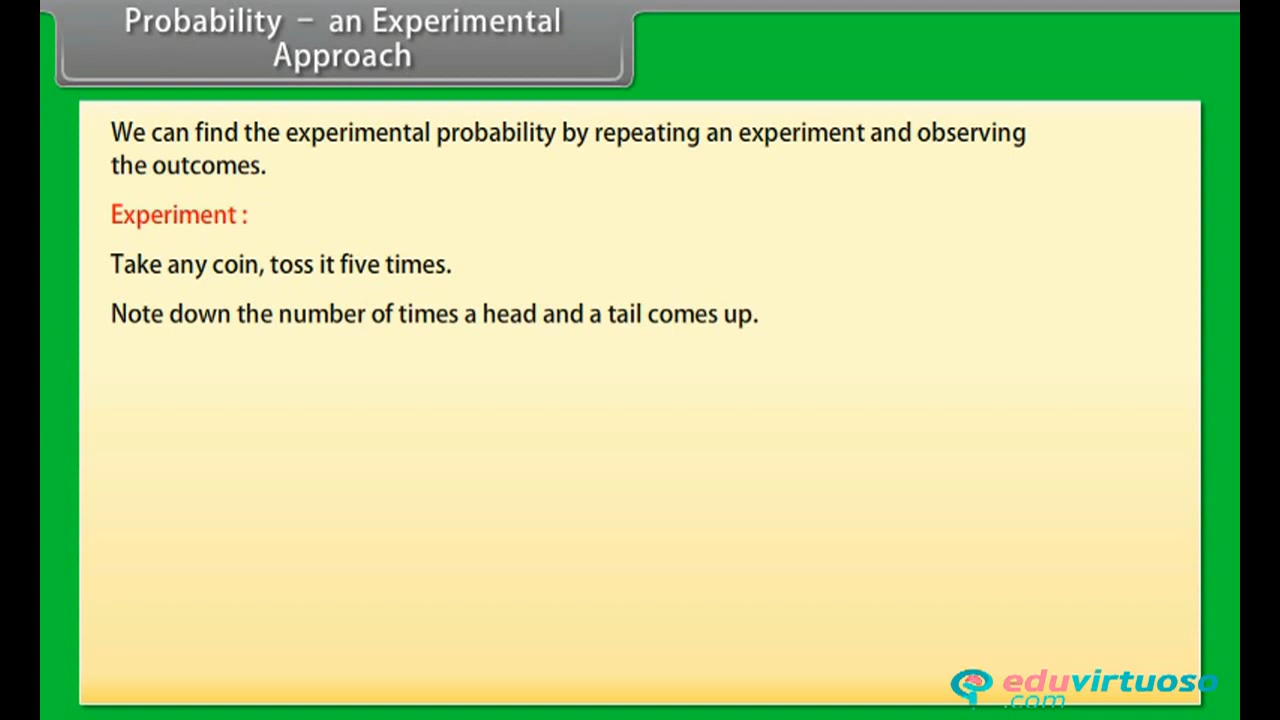 Probability – an Experimental
Approach
We can find the experimental probability by repeating an experiment and observing
the outcomes.
Experiment :
Take any coin, toss it five times.
Note down the number of times a head and a tail comes up.
eduvirtuoso
.com